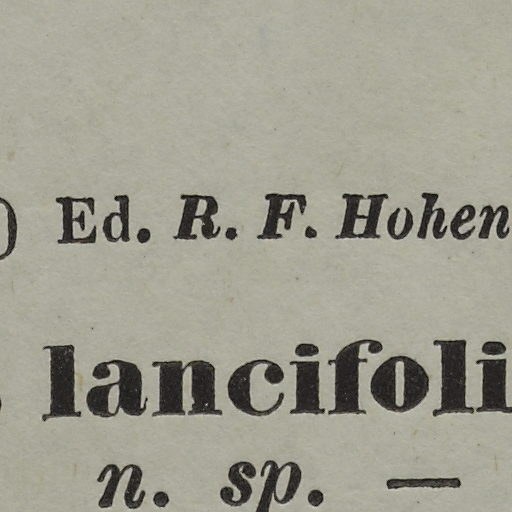 ) Ed. R. F. Hohen
. lancifoli
n. sp. —